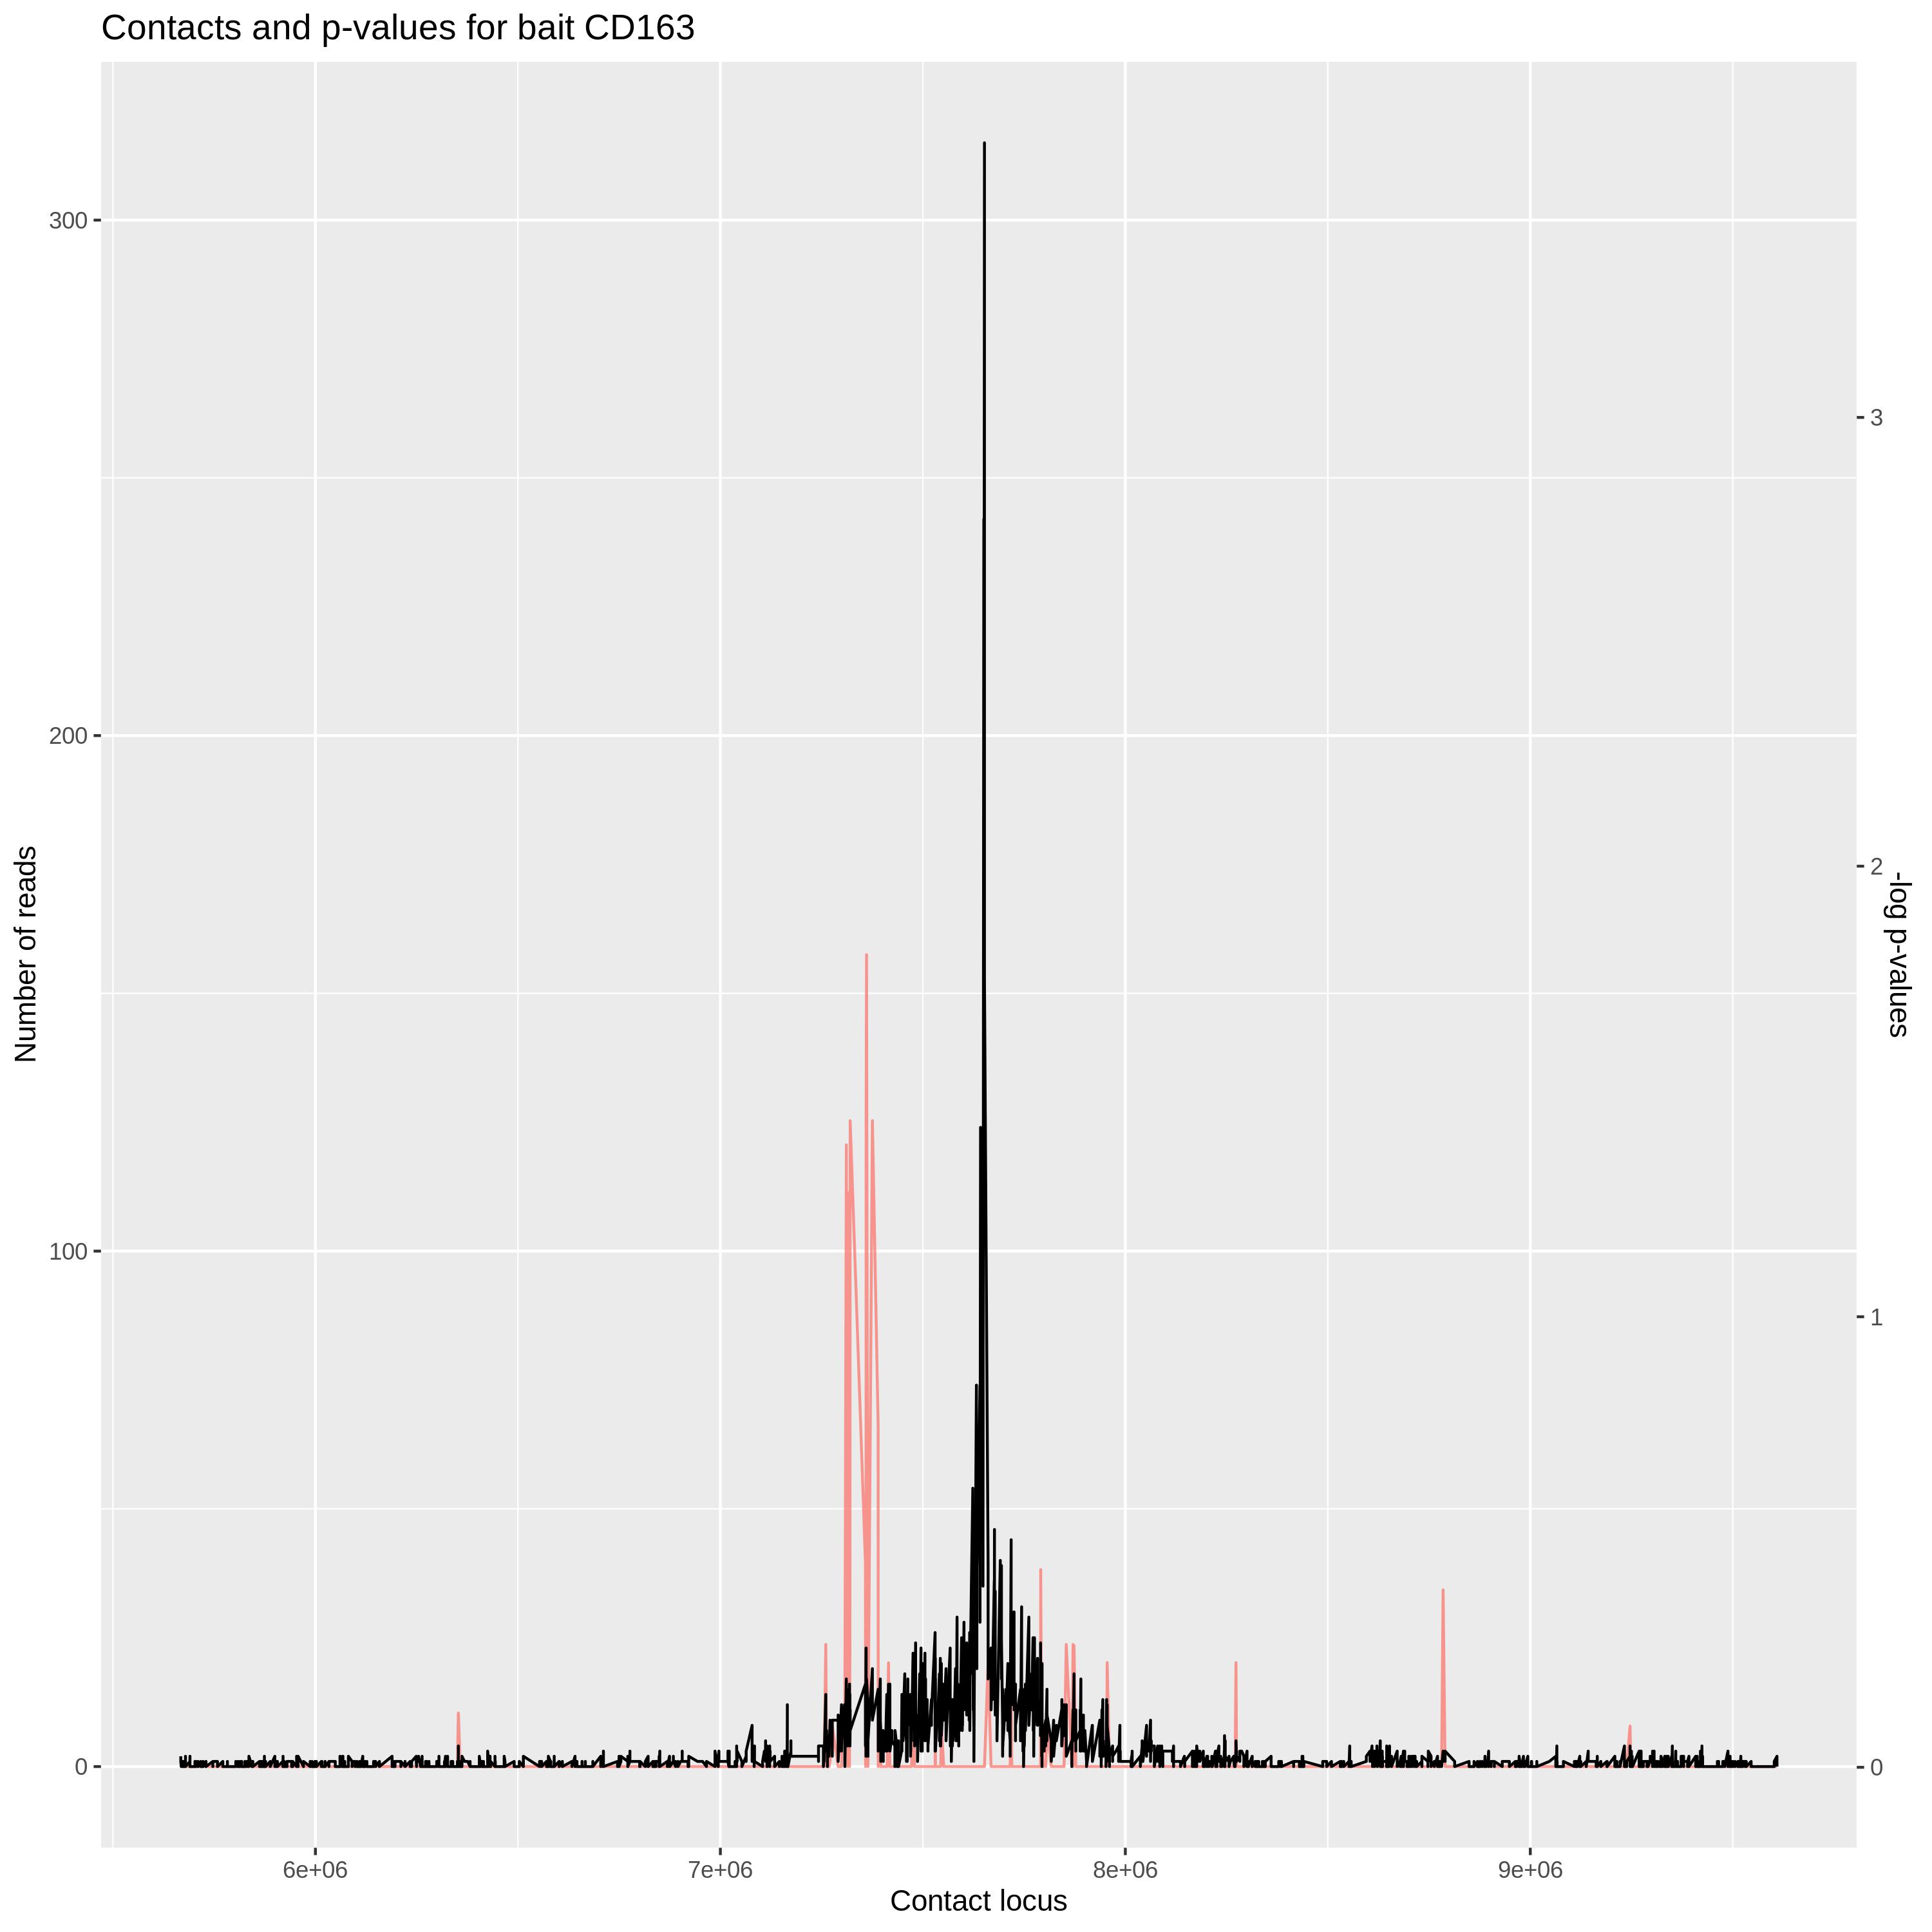 Contacts and p-values for bait CD163
Number of reads
300
200
100
0
3
2
1
0
-log p-values
6e+06
7e+06
8e+06
9e+06
Contact locus